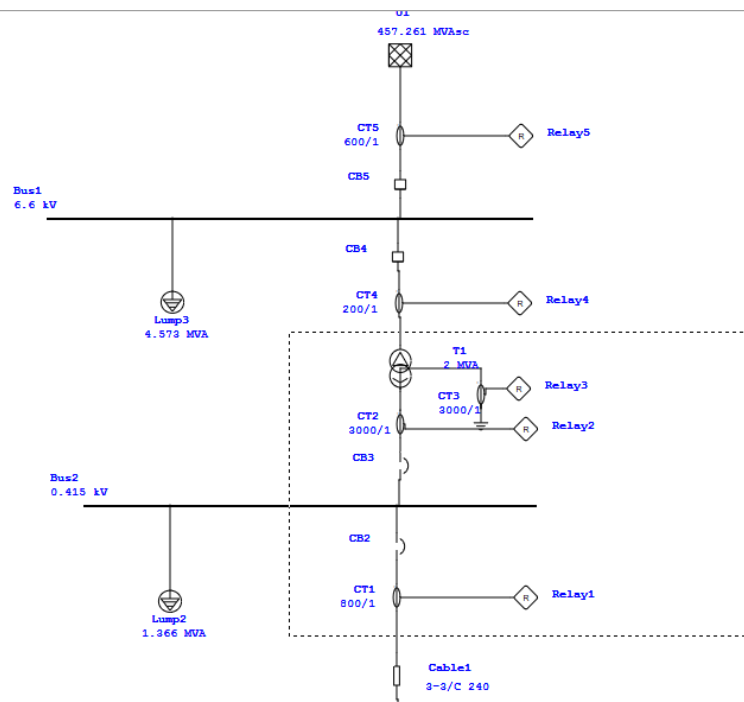 U1
457.261 MVAsc
CT5
600/1
R
Relay5
CB5
Bus1
6.6 kV
CB4
CT4
200/1
R
Relay4
Lump3
4.573 MVA
T1
2 MVA
CT3
3000/1
R
Relay3
CT2
3000/1
R
Relay2
CB3
Bus2
0.415 kV
CB2
CT1
800/1
R
Relay1
Lump2
1.366 MVA
Cable1
3-3/C 240